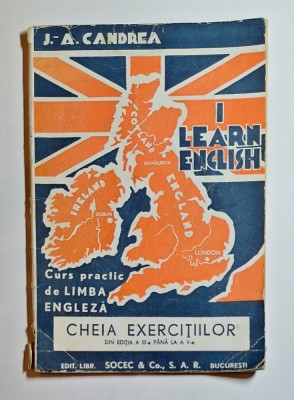 J.-A. CANDREA
I
LEARN
ENGLISH
SCOTLAND
EDINBURGH
IRELAND
DUBLIN
ENGLAND
LONDON
Curs practic
de LIMBA
ENGLEZĂ
CHEIA EXERCIȚIILOR
DIN EDIȚIA A III-a PÂNĂ LA A V-a
EDIT. LIBR. SOCEC & Co., S. A. R. BUCUREȘTI